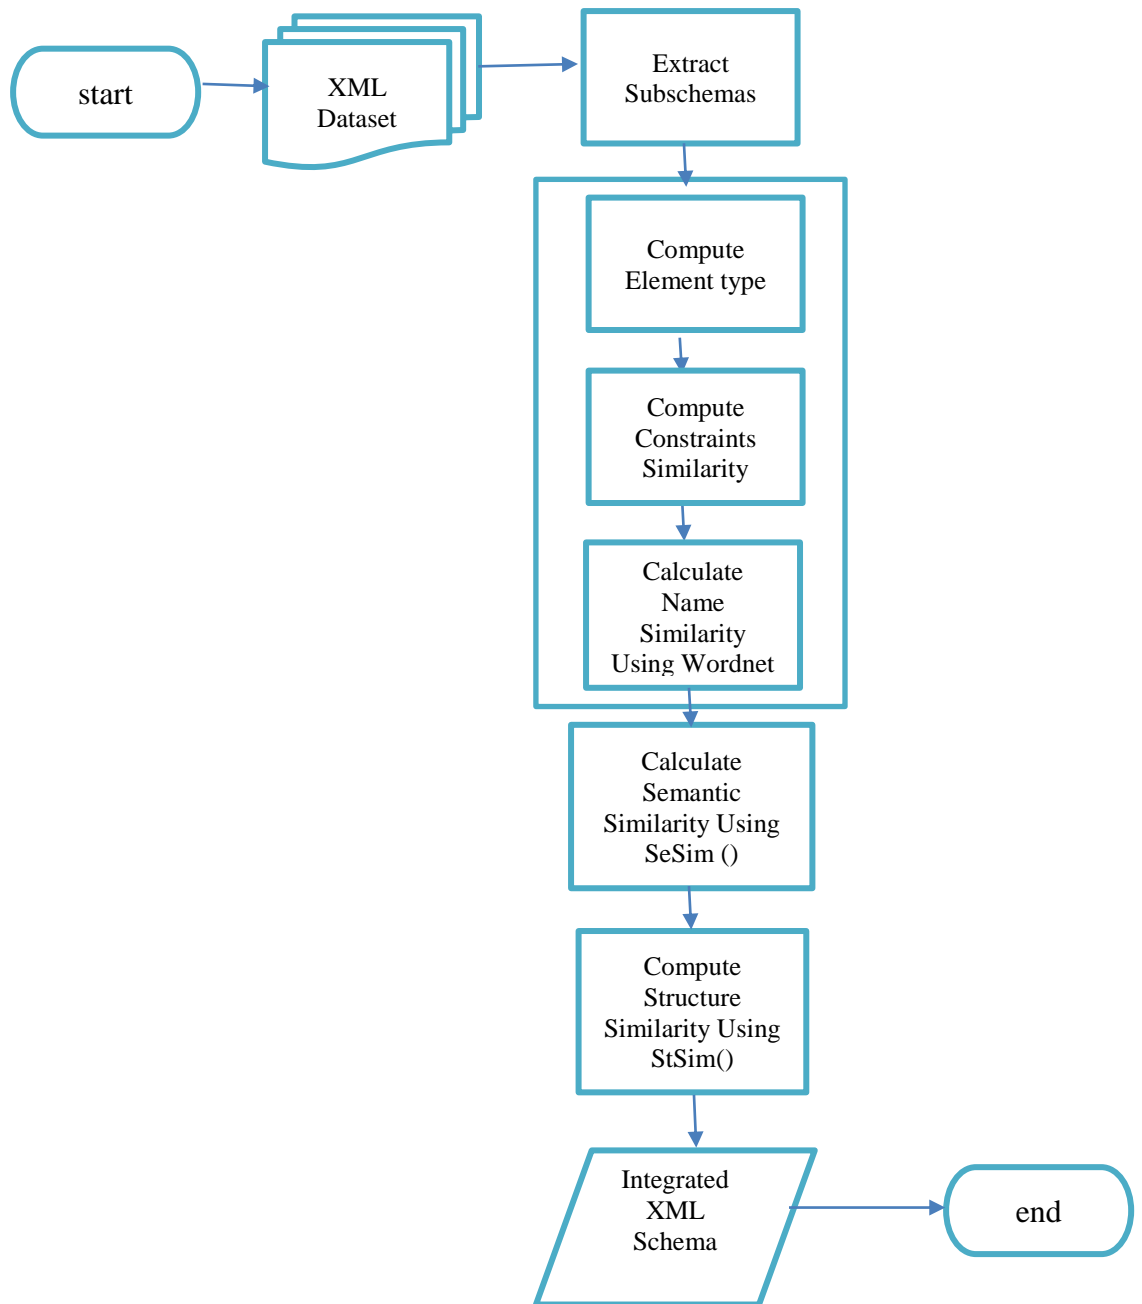 start
XML
Dataset
Extract
Subschemas
Compute
Element type
Compute
Constraints
Similarity
Calculate
Name
Similarity
Using Wordnet
Calculate
Semantic
Similarity Using
SeSim ()
Compute
Structure
Similarity Using
StSim()
Integrated
XML
Schema
end